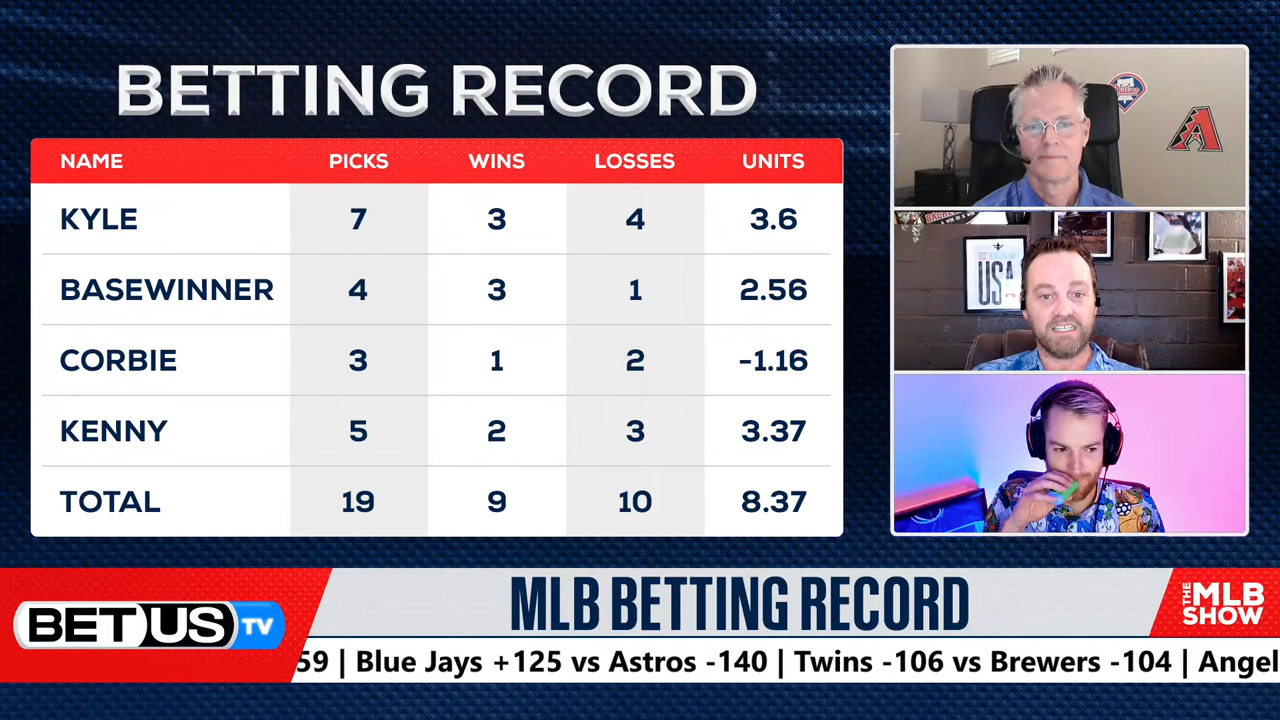 BETTING RECORD
NAME PICKS WINS LOSSES UNITS
KYLE 7 3 4 3.6
BASEWINNER 4 3 1 2.56
CORBIE 3 1 2 -1.16
KENNY 5 2 3 3.37
TOTAL 19 9 10 8.37
USA
MLB BETTING RECORD
BET US TV
THE MLB SHOW
59 | Blue Jays +125 vs Astros -140 | Twins -106 vs Brewers -104 | Angel